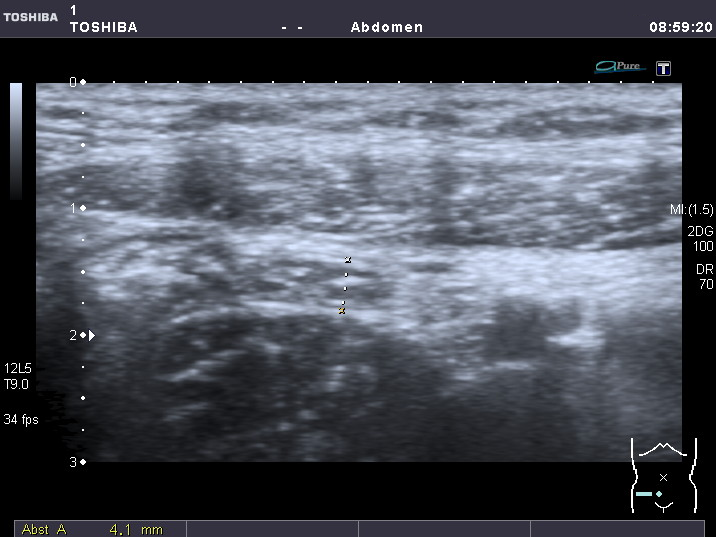 TOSHIBA
1
TOSHIBA
- -
Abdomen
08:59:20
Pure
T
0
1
2
3
MI:(1.5)
2DG
100
DR
70
12L5
T9.0
34 fps
Abst A 4.1 mm